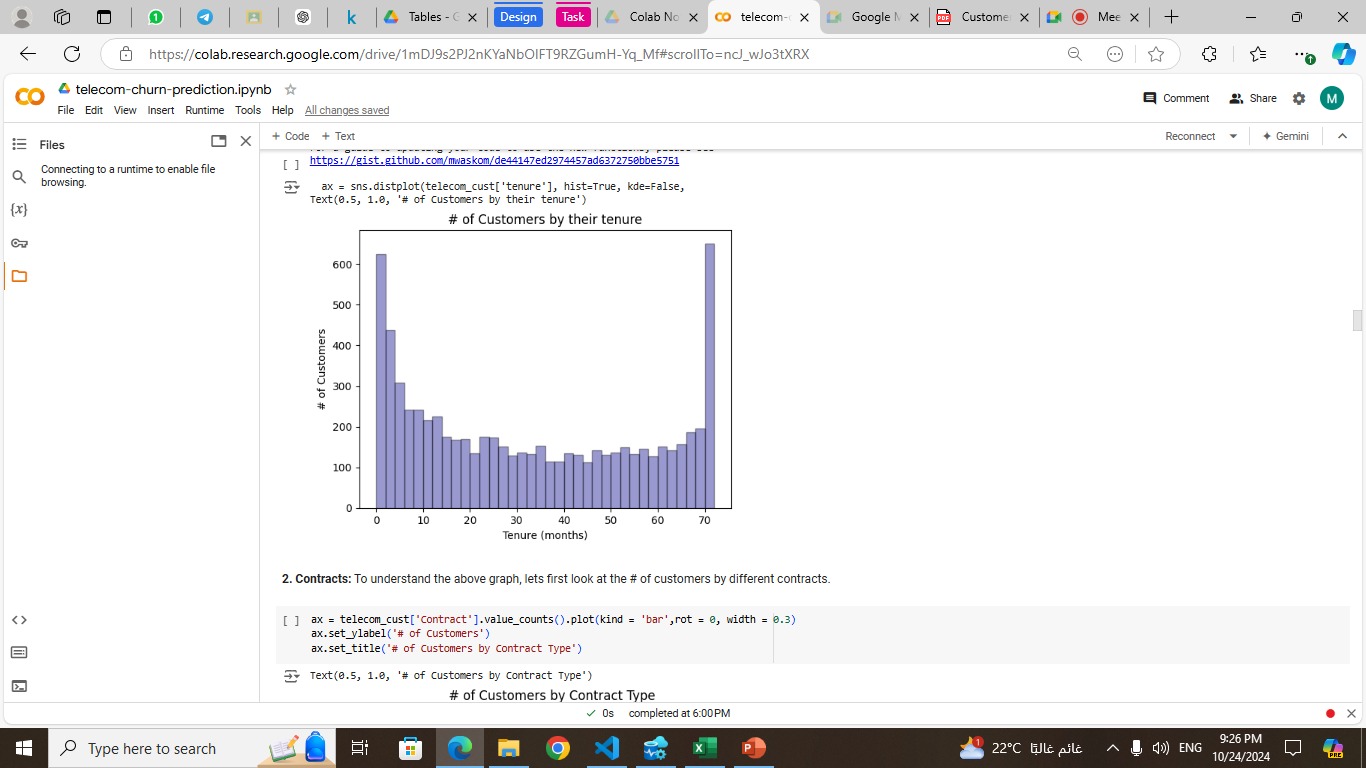 Tables - G
Design
Task
Colab No
telecom-c
Google M
PDF
Custome
Mee
https://colab.research.google.com/drive/1mDJ9s2PJ2nKYaNbOIFT9RZGumH-Yq_Mf#scrollTo=ncJ_wJo3tXRX
telecom-churn-prediction.ipynb
File Edit View Insert Runtime Tools Help All changes saved
Comment Share M
Files
+ Code + Text
Reconnect Gemini
Connecting to a runtime to enable file
browsing.
{x}
https://gist.github.com/mwaskom/de44147ed2974457ad6372750bbe5751
[ ]
ax = sns.distplot(telecom_cust['tenure'], hist=True, kde=False,
Text(0.5, 1.0, '# of Customers by their tenure')
# of Customers by their tenure
600
500
400
300
200
100
0
# of Customers
0 10 20 30 40 50 60 70
Tenure (months)
2. Contracts: To understand the above graph, lets first look at the # of customers by different contracts.
[ ] ax = telecom_cust['Contract'].value_counts().plot(kind = 'bar',rot = 0, width = 0.3)
ax.set_ylabel('# of Customers')
ax.set_title('# of Customers by Contract Type')
Text(0.5, 1.0, '# of Customers by Contract Type')
# of Customers by Contract Type
0s completed at 6:00 PM
Type here to search
22°C غائم غالبًا
ENG
9:26 PM
10/24/2024